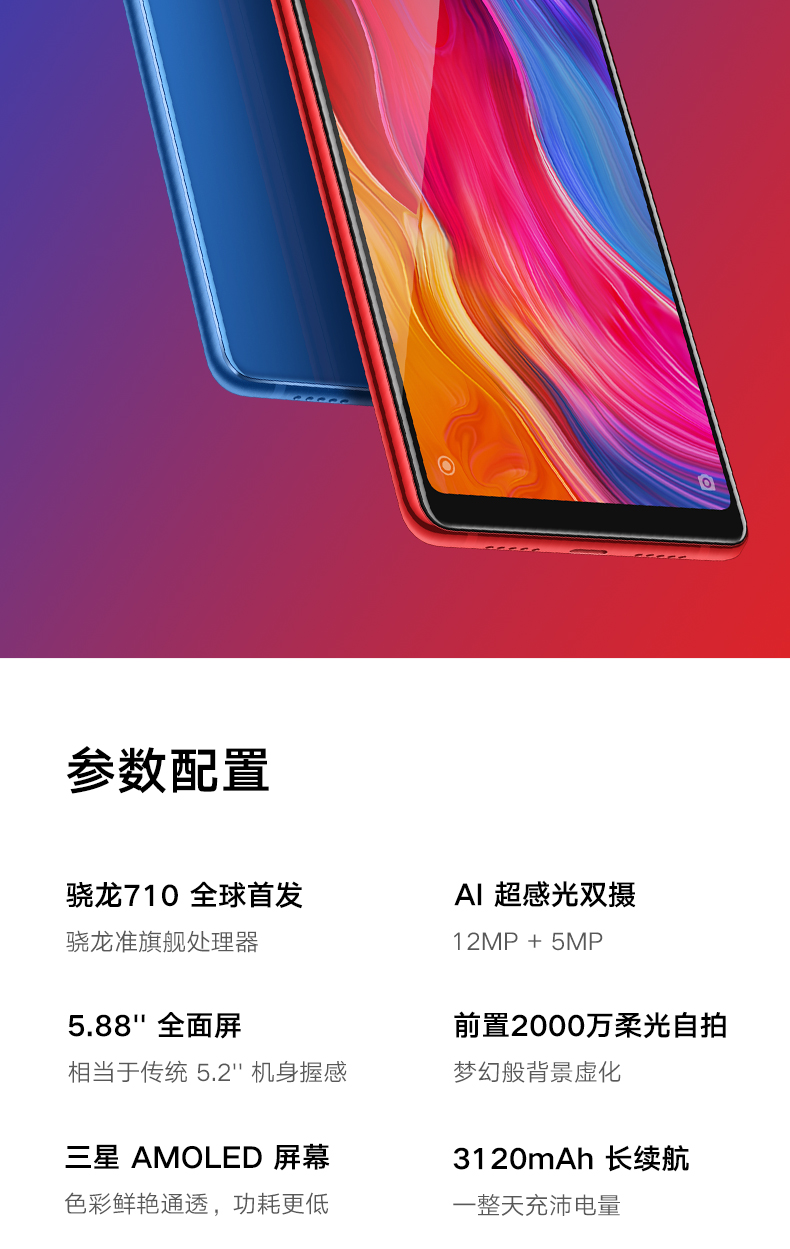 参数配置
骁龙710 全球首发
骁龙准旗舰处理器
AI 超感光双摄
12MP + 5MP
5.88'' 全面屏
相当于传统 5.2'' 机身握感
前置2000万柔光自拍
梦幻般背景虚化
三星 AMOLED 屏幕
色彩鲜艳通透，功耗更低
3120mAh 长续航
一整天充沛电量